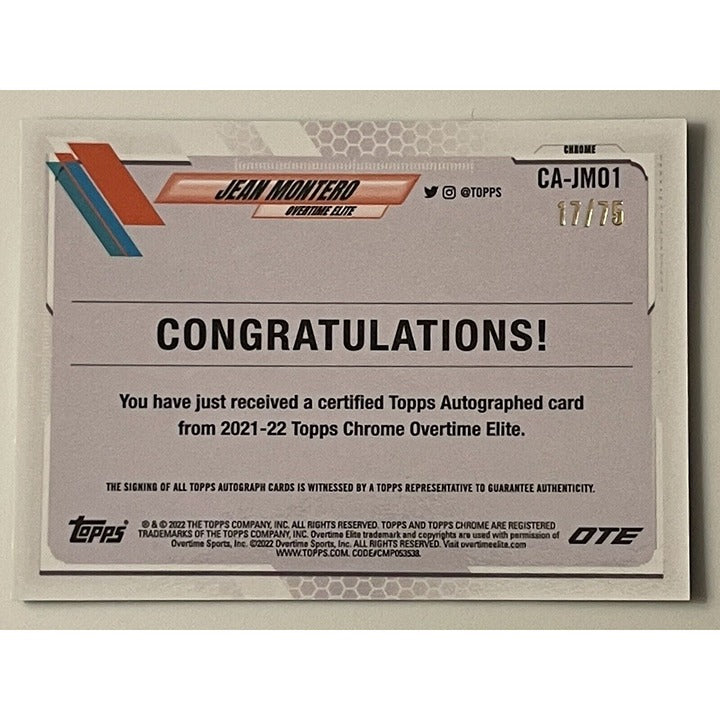 CHROME
JEAN MONTERO
OVERTIME ELITE
@TOPPS
CA-JM01
17/75
CONGRATULATIONS!
You have just received a certified Topps Autographed card
from 2021-22 Topps Chrome Overtime Elite.
THE SIGNING OF ALL TOPPS AUTOGRAPH CARDS IS WITNESSED BY A TOPPS REPRESENTATIVE TO GUARANTEE AUTHENTICITY.
topps
® & © 2022 THE TOPPS COMPANY, INC. ALL RIGHTS RESERVED. TOPPS AND TOPPS CHROME ARE REGISTERED
TRADEMARKS OF THE TOPPS COMPANY, INC. Overtime Elite trademark and copyrights are used with permission of
Overtime Sports, Inc. ©2022 Overtime Sports, Inc. ALL RIGHTS RESERVED. Visit overtimeelite.com
WWW.TOPPS.COM. CODE#CMP053538.
OTE